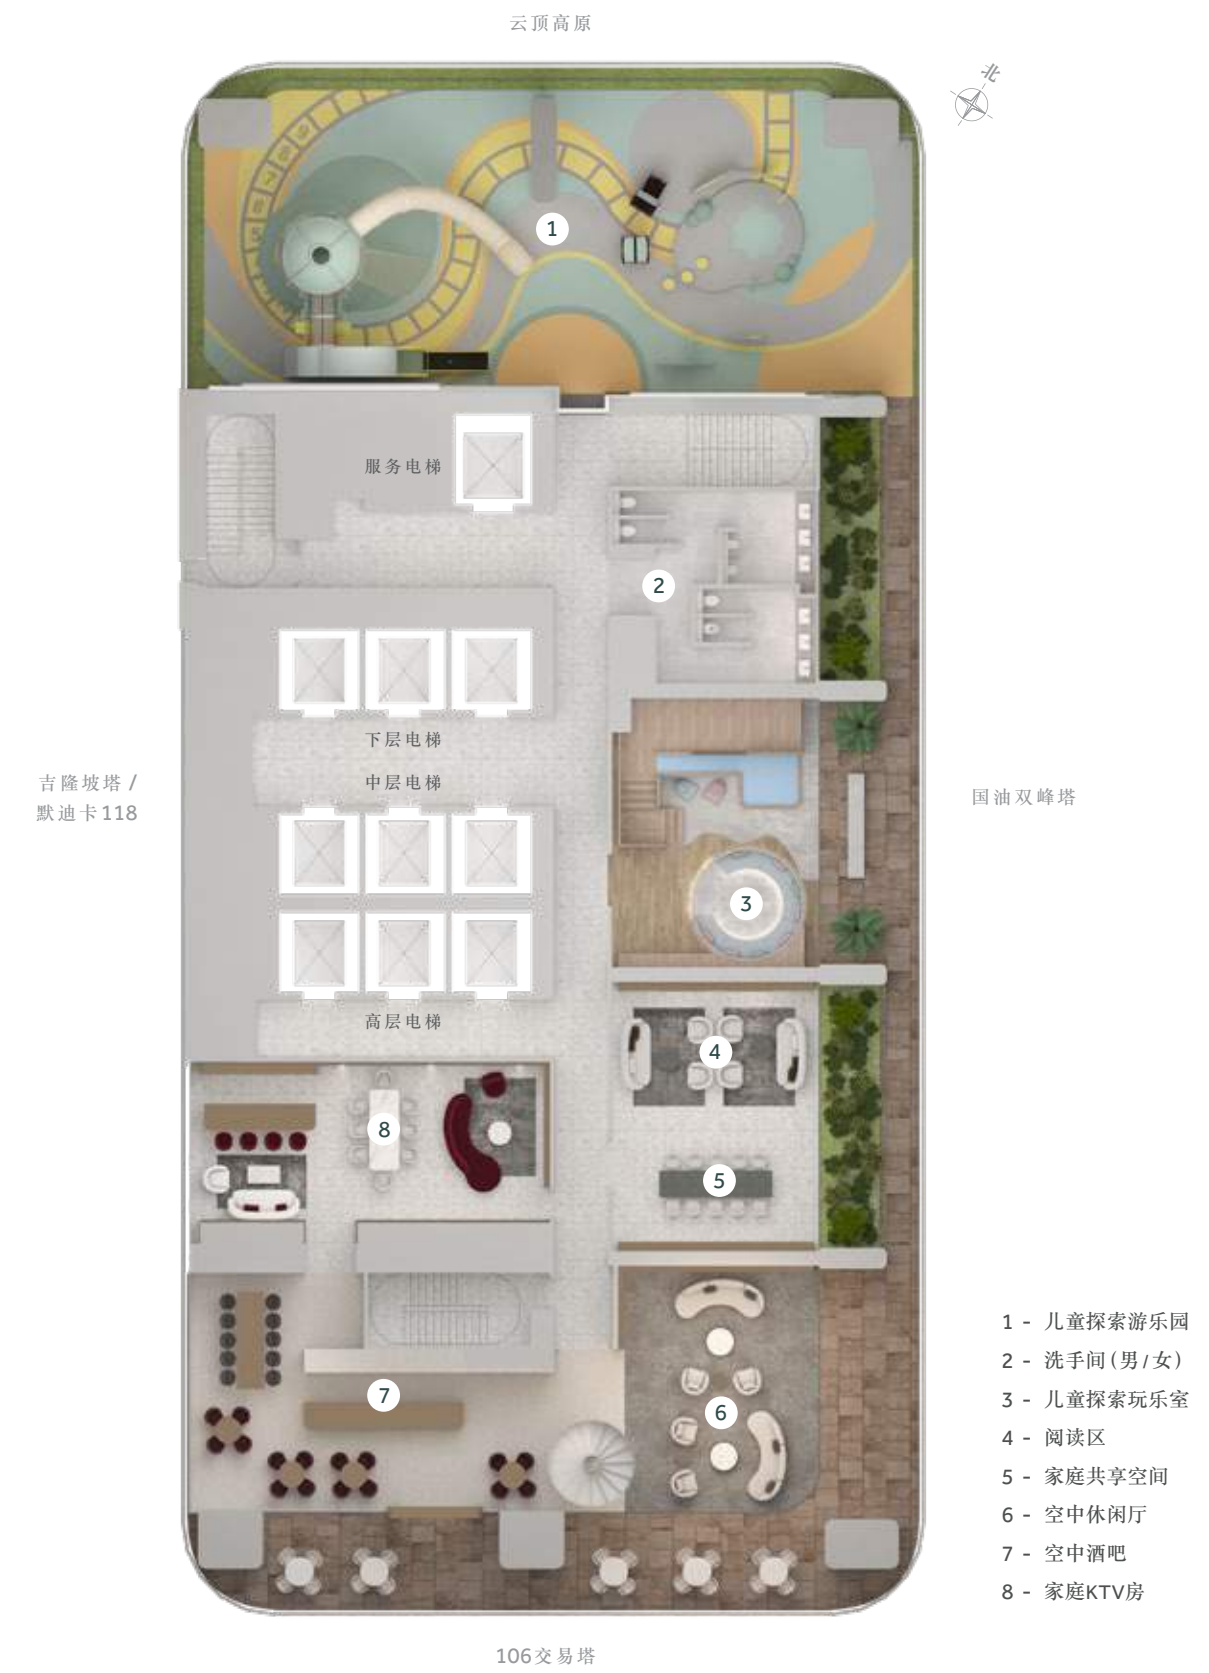 云顶高原
北
1
服务电梯
2
下层电梯
中层电梯
吉隆坡塔 /
默迪卡118
国油双峰塔
3
高层电梯
4
8
5
7
6
1 - 儿童探索游乐园
2 - 洗手间(男/女)
3 - 儿童探索玩乐室
4 - 阅读区
5 - 家庭共享空间
6 - 空中休闲厅
7 - 空中酒吧
8 - 家庭KTV房
106交易塔